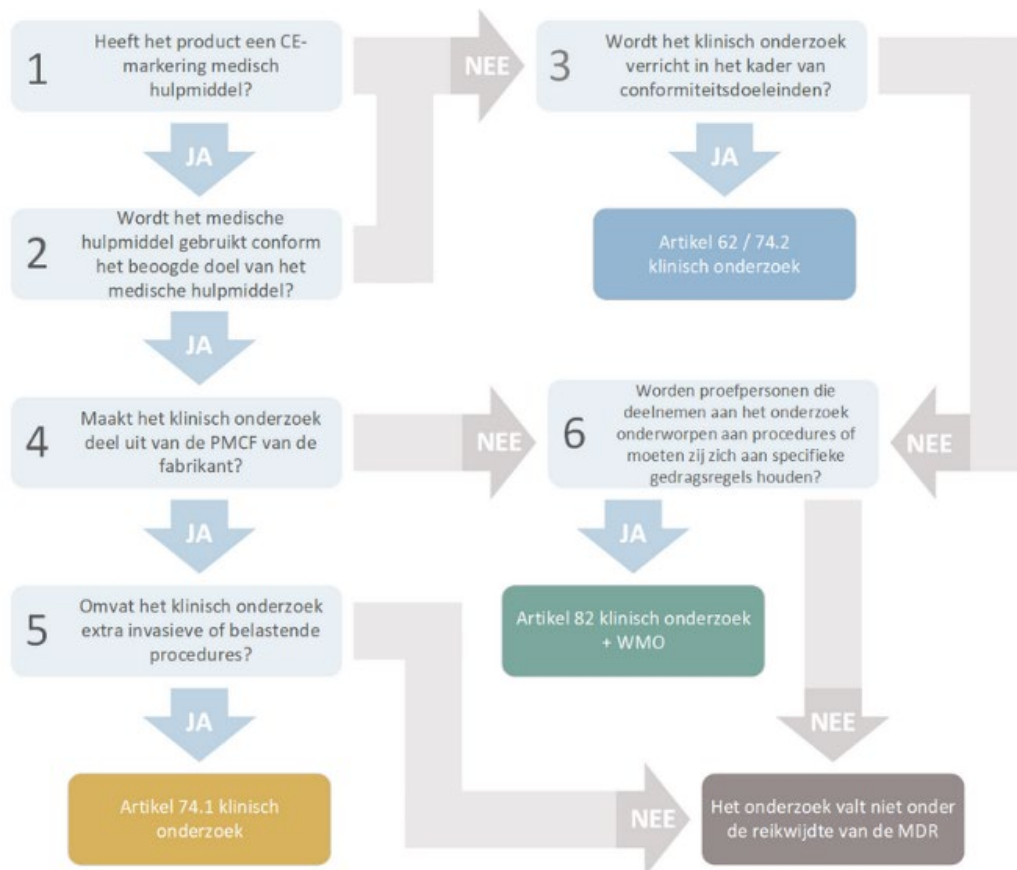 1
Heeft het product een CE-
markering medisch
hulpmiddel?
NEE
3
Wordt het klinisch onderzoek
verricht in het kader van
conformiteitsdoeleinden?
JA
JA
2
Wordt het medische
hulpmiddel gebruikt conform
het beoogde doel van het
medische hulpmiddel?
Artikel 62 / 74.2
klinisch onderzoek
JA
4
Maakt het klinisch onderzoek
deel uit van de PMCF van de
fabrikant?
NEE
6
Worden proefpersonen die
deelnemen aan het onderzoek
onderworpen aan procedures of
moeten zij zich aan specifieke
gedragsregels houden?
NEE
JA
JA
5
Omvat het klinisch onderzoek
extra invasieve of belastende
procedures?
Artikel 82 klinisch onderzoek
+ WMO
JA
NEE
Artikel 74.1 klinisch
onderzoek
NEE
Het onderzoek valt niet onder
de reikwijdte van de MDR